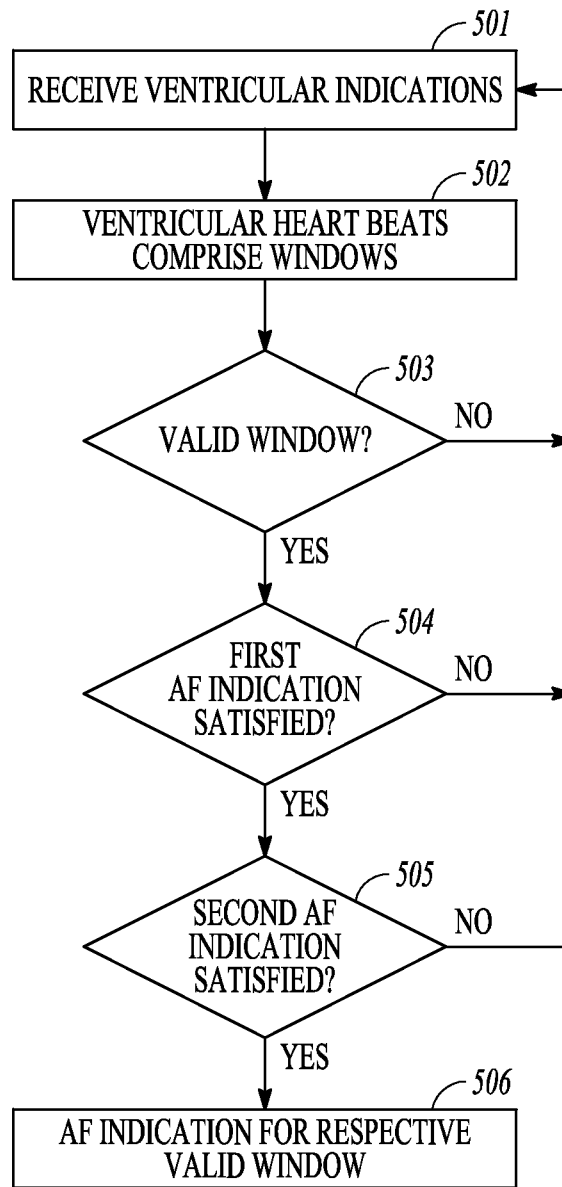 501
RECEIVE VENTRICULAR INDICATIONS
502
VENTRICULAR HEART BEATS
COMPRISE WINDOWS
503
VALID WINDOW?
NO
YES
504
FIRST
AF INDICATION
SATISFIED?
NO
YES
505
SECOND AF
INDICATION
SATISFIED?
NO
YES
506
AF INDICATION FOR RESPECTIVE
VALID WINDOW